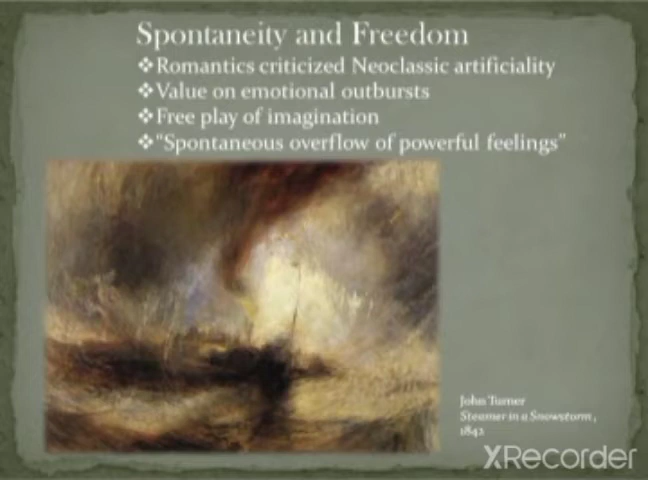 Spontaneity and Freedom
❖Romantics criticized Neoclassic artificiality
❖Value on emotional outbursts
❖Free play of imagination
❖"Spontaneous overflow of powerful feelings"
John Turner
Steamer in a Snowstorm,
1842
XRecorder